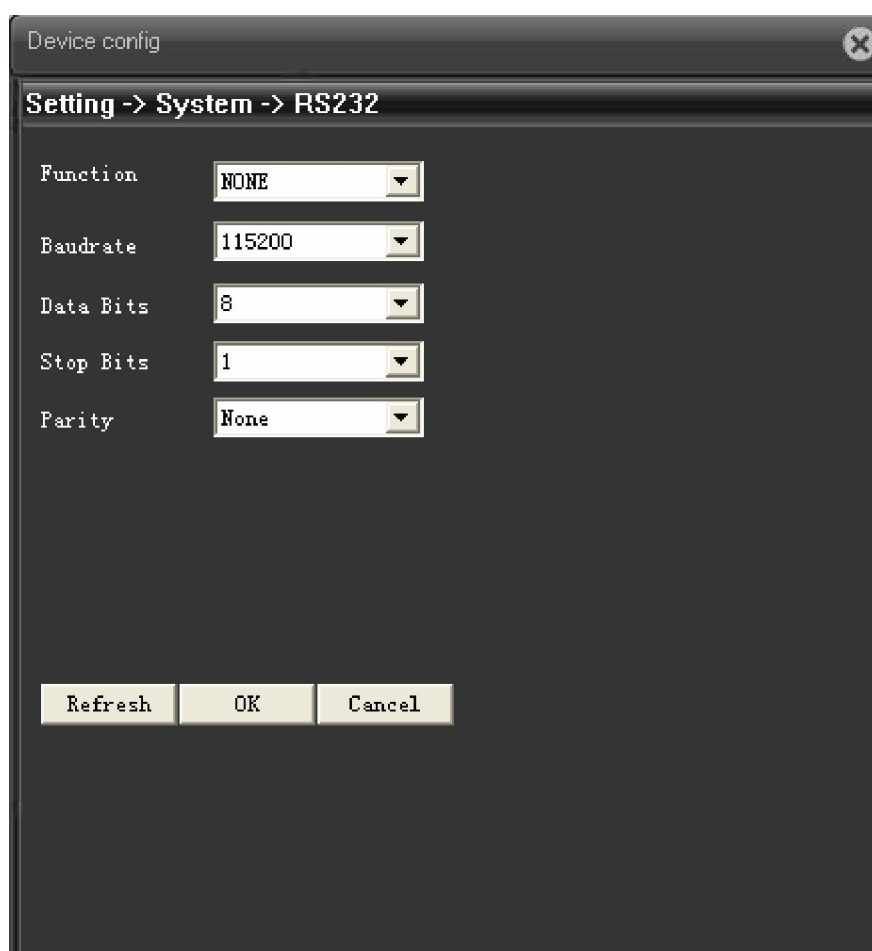 Device config
Setting -> System -> RS232
Function NONE
Baudrate 115200
Data Bits 8
Stop Bits 1
Parity None
Refresh OK Cancel